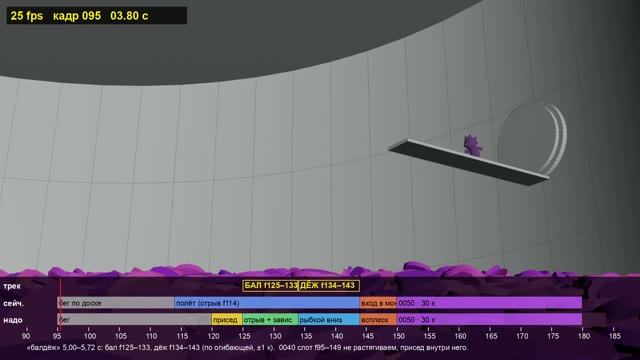 25 fps кадр 095 03.80 с
трек БАЛ f125–133 ДЁЖ f134–143
сейч. бег по доске полёт (отрыв f114) вход в мон 0050 · 30 к
надо бег присед отрыв + завис рыбкой вниз всплеск 0050 · 30 к
90 95 100 105 110 115 120 125 130 135 140 145 150 155 160 165 170 175 180 185
«балдёж» 5,00–5,72 с: бал f125–133, дёж f134–143 (по огибающей, ±1 к). 0040 слот f95–149 не растягиваем, присед внутри него.